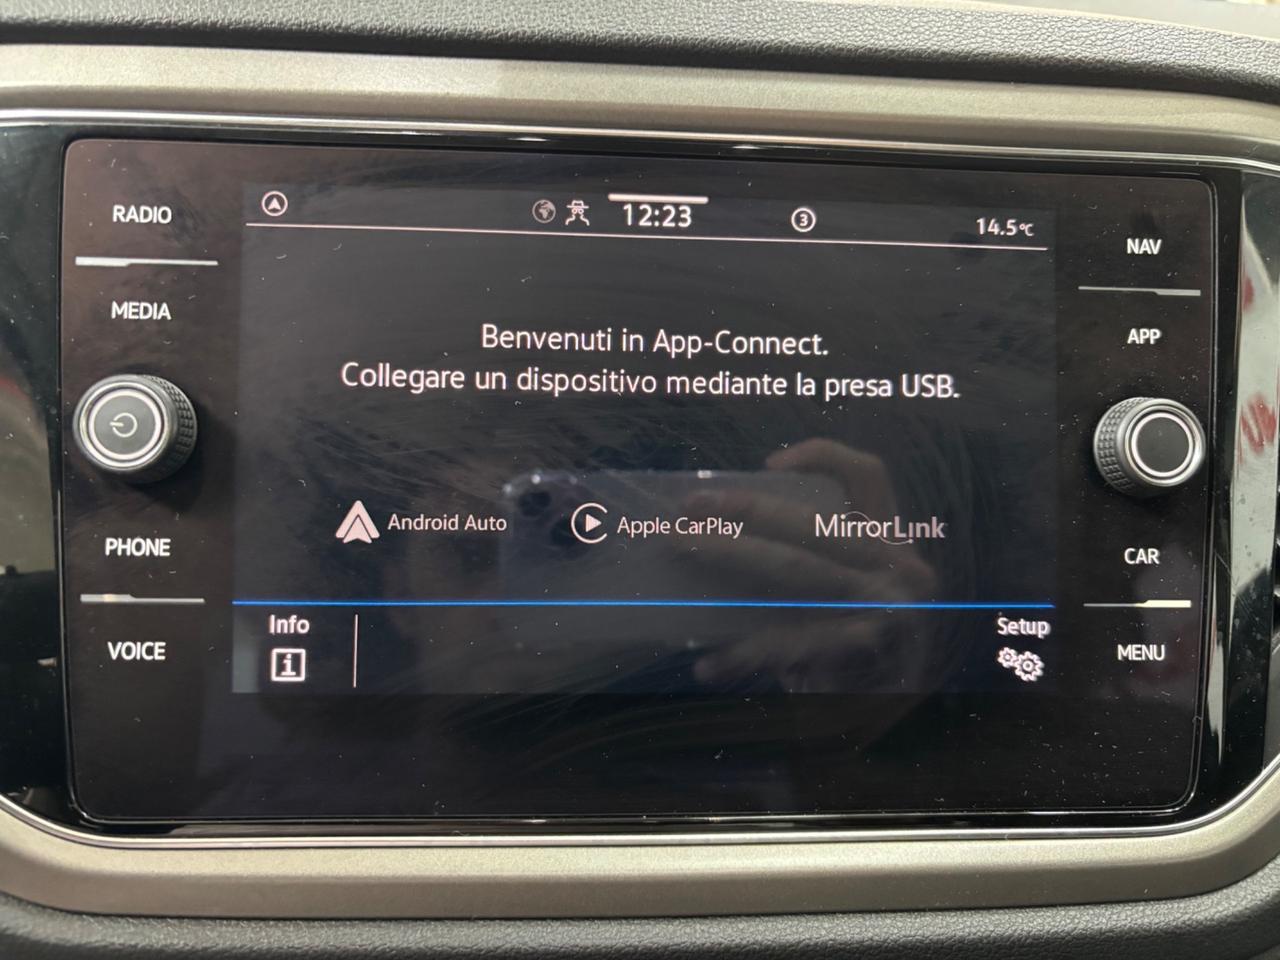 RADIO
MEDIA
PHONE
VOICE
12:23
3
14.5°C
Benvenuti in App-Connect.
Collegare un dispositivo mediante la presa USB.
Android Auto
Apple CarPlay
MirrorLink
Info
i
Setup
NAV
APP
CAR
MENU